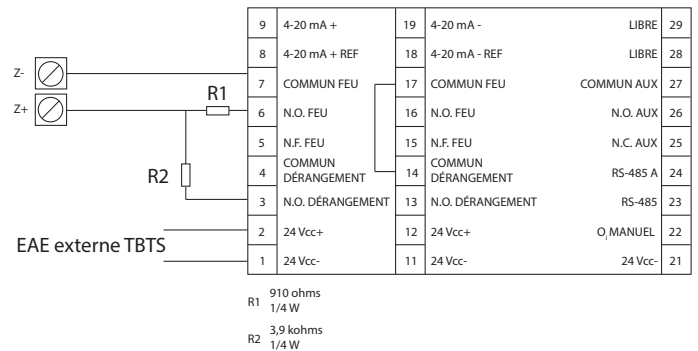 9 4-20 mA + 19 4-20 mA - LIBRE 29
8 4-20 mA + REF 18 4-20 mA - REF LIBRE 28
Z- 7 COMMUN FEU 17 COMMUN FEU COMMUN AUX 27
R1
Z+ 6 N.O. FEU 16 N.O. FEU N.O. AUX 26
5 N.F. FEU 15 N.F. FEU N.C. AUX 25
R2 4 COMMUN DÉRANGEMENT 14 COMMUN DÉRANGEMENT RS-485 A 24
3 N.O. DÉRANGEMENT 13 N.O. DÉRANGEMENT RS-485 23
EAE externe TBTS
2 24 Vcc+ 12 24 Vcc+ O¡ MANUEL 22
1 24 Vcc- 11 24 Vcc- 24 Vcc- 21
R1 910 ohms
1/4 W
R2 3,9 kohms
1/4 W